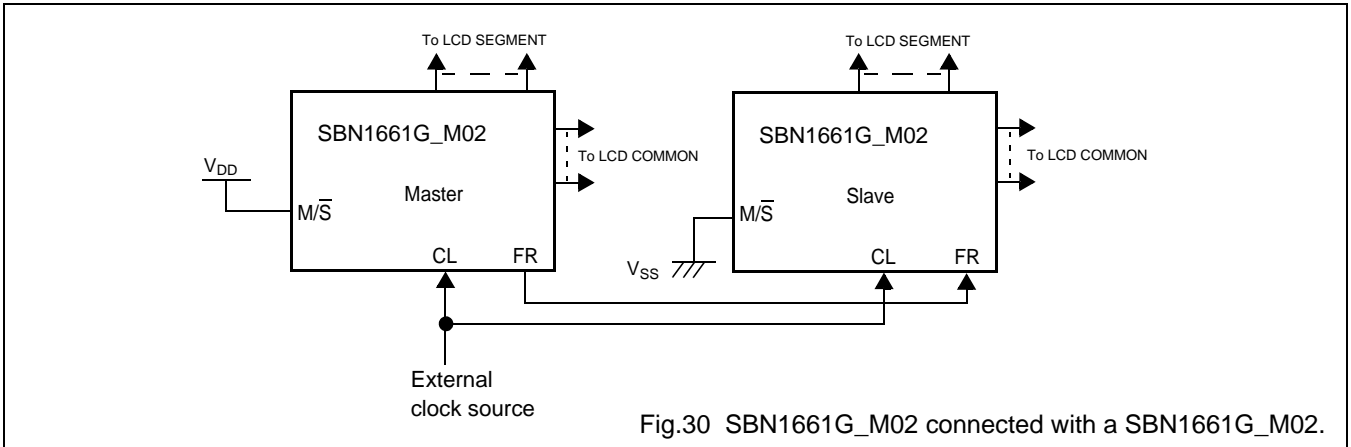 To LCD SEGMENT
To LCD SEGMENT
SBN1661G_M02
SBN1661G_M02
To LCD COMMON
To LCD COMMON
VDD
Master
Slave
M/S̅
M/S̅
CL FR
CL FR
VSS
External
clock source
Fig.30 SBN1661G_M02 connected with a SBN1661G_M02.